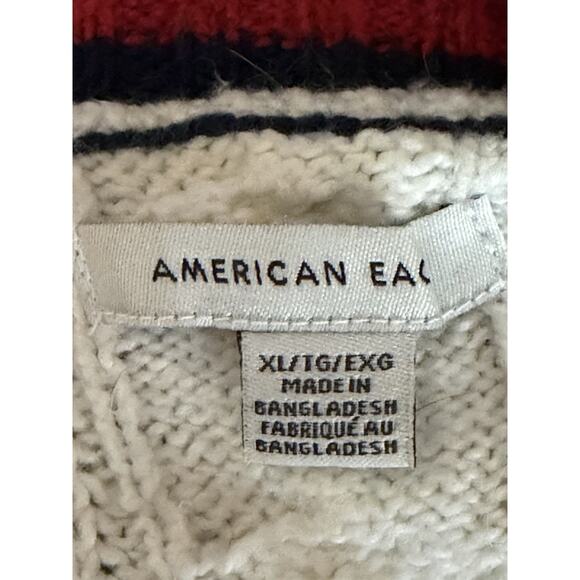 AMERICAN EA
XL/TG/EXG
MADE IN
BANGLADESH
FABRIQUÉ AU
BANGLADESH